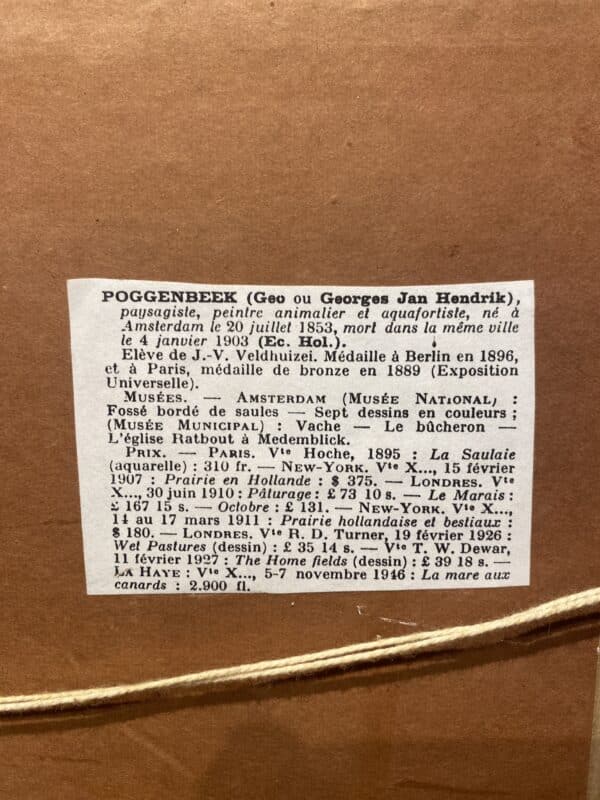 POGGENBEEK (Geo ou Georges Jan Hendrik),
paysagiste, peintre animalier et aquafortiste, né à
Amsterdam le 20 juillet 1853, mort dans la même ville
le 4 janvier 1903 (Ec. Hol.).
Elève de J.-V. Veldhuizei. Médaille à Berlin en 1896,
et à Paris, médaille de bronze en 1889 (Exposition
Universelle).
MUSÉES. — AMSTERDAM (MUSÉE NATIONAL) :
Fossé bordé de saules — Sept dessins en couleurs ;
(MUSÉE MUNICIPAL) : Vache — Le bûcheron —
L'église Ratbout à Medemblick.
PRIX. — PARIS. Vte Hoche, 1895 : La Saulaie
(aquarelle) : 310 fr. — NEW-YORK. Vte X..., 15 février
1907 : Prairie en Hollande : $ 375. — LONDRES. Vte
X..., 30 juin 1910 : Pâturage : £ 73 10 s. — Le Marais :
£ 167 15 s. — Octobre : £ 131. — NEW-YORK. Vte X...,
14 au 17 mars 1911 : Prairie hollandaise et bestiaux :
$ 180. — LONDRES. Vte R. D. Turner, 19 février 1926 :
Wet Pastures (dessin) : £ 35 14 s. — Vte T. W. Dewar,
11 février 1927 : The Home fields (dessin) : £ 39 18 s. —
LA HAYE : Vte X..., 5-7 novembre 1946 : La mare aux
canards : 2.900 fl.